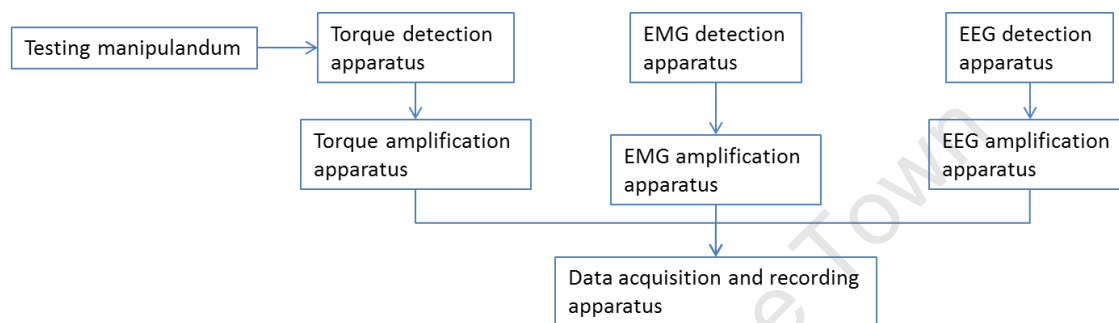 Testing manipulandum
Torque detection
apparatus
EMG detection
apparatus
EEG detection
apparatus
Torque amplification
apparatus
EMG amplification
apparatus
EEG amplification
apparatus
Data acquisition and recording
apparatus
Town